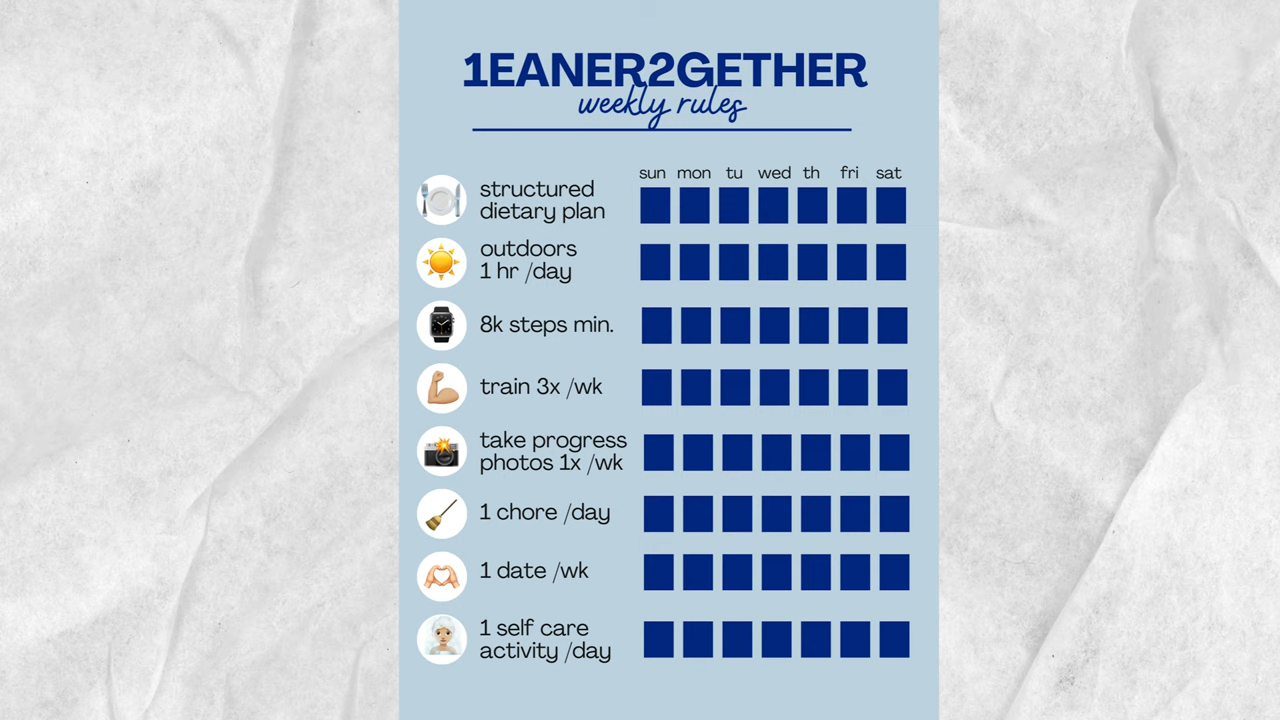 1EANER2GETHER
weekly rules
sun mon tu wed th fri sat
structured
dietary plan
outdoors
1 hr /day
8k steps min.
train 3x /wk
take progress
photos 1x /wk
1 chore /day
1 date /wk
1 self care
activity /day